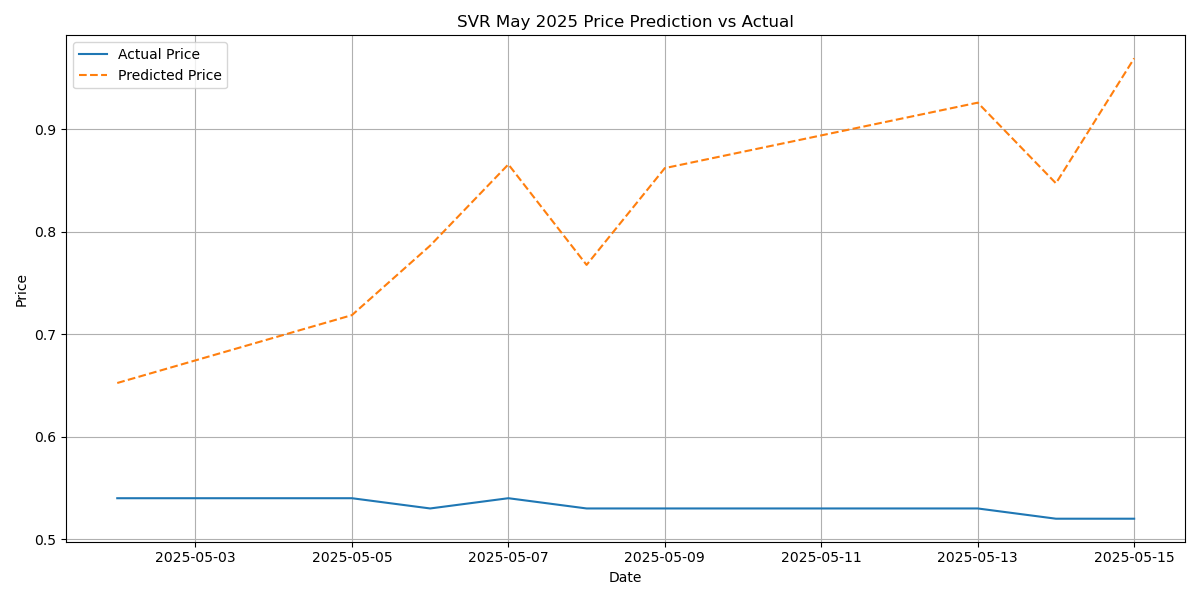 SVR May 2025 Price Prediction vs Actual
Actual Price
Predicted Price
0.9
0.8
0.7
0.6
0.5
Price
2025-05-03 2025-05-05 2025-05-07 2025-05-09 2025-05-11 2025-05-13 2025-05-15
Date